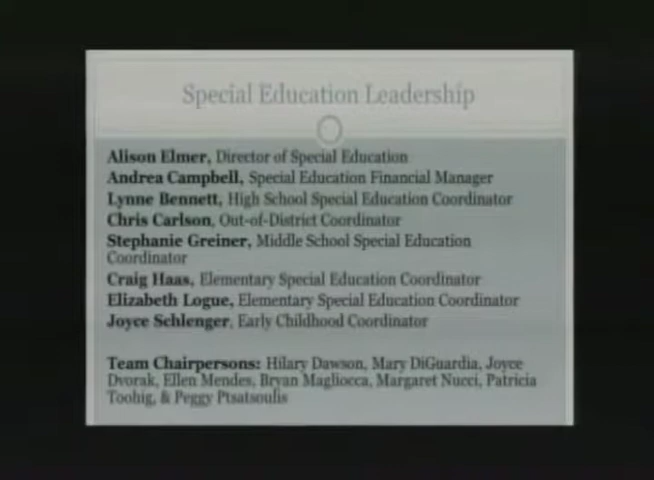 Special Education Leadership
Alison Elmer, Director of Special Education
Andrea Campbell, Special Education Financial Manager
Lynne Bennett, High School Special Education Coordinator
Chris Carlson, Out-of-District Coordinator
Stephanie Greiner, Middle School Special Education
Coordinator
Craig Haas, Elementary Special Education Coordinator
Elizabeth Logue, Elementary Special Education Coordinator
Joyce Schlenger, Early Childhood Coordinator
Team Chairpersons: Hilary Dawson, Mary DiGuardia, Joyce
Dvorak, Ellen Mendes, Bryan Magliocca, Margaret Nucci, Patricia
Toohig, & Peggy Ptsatsoulis